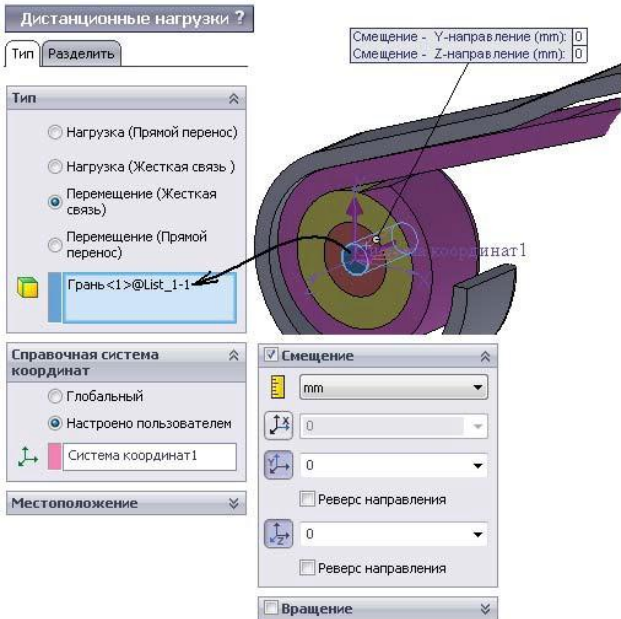 Дистанционные нагрузки ?
Тип Разделить
Тип
Нагрузка (Прямой перенос)
Нагрузка (Жесткая связь )
Перемещение (Жесткая
связь)
Перемещение (Прямой
перенос)
Грань<1>@List_1-1
Справочная система
координат
Глобальный
Настроено пользователем
Система координат1
Местоположение
Смещение - Y-направление (mm): 0
Смещение - Z-направление (mm): 0
координат1
Смещение
mm
X
0
Y
0
Реверс направления
Z
0
Реверс направления
Вращение